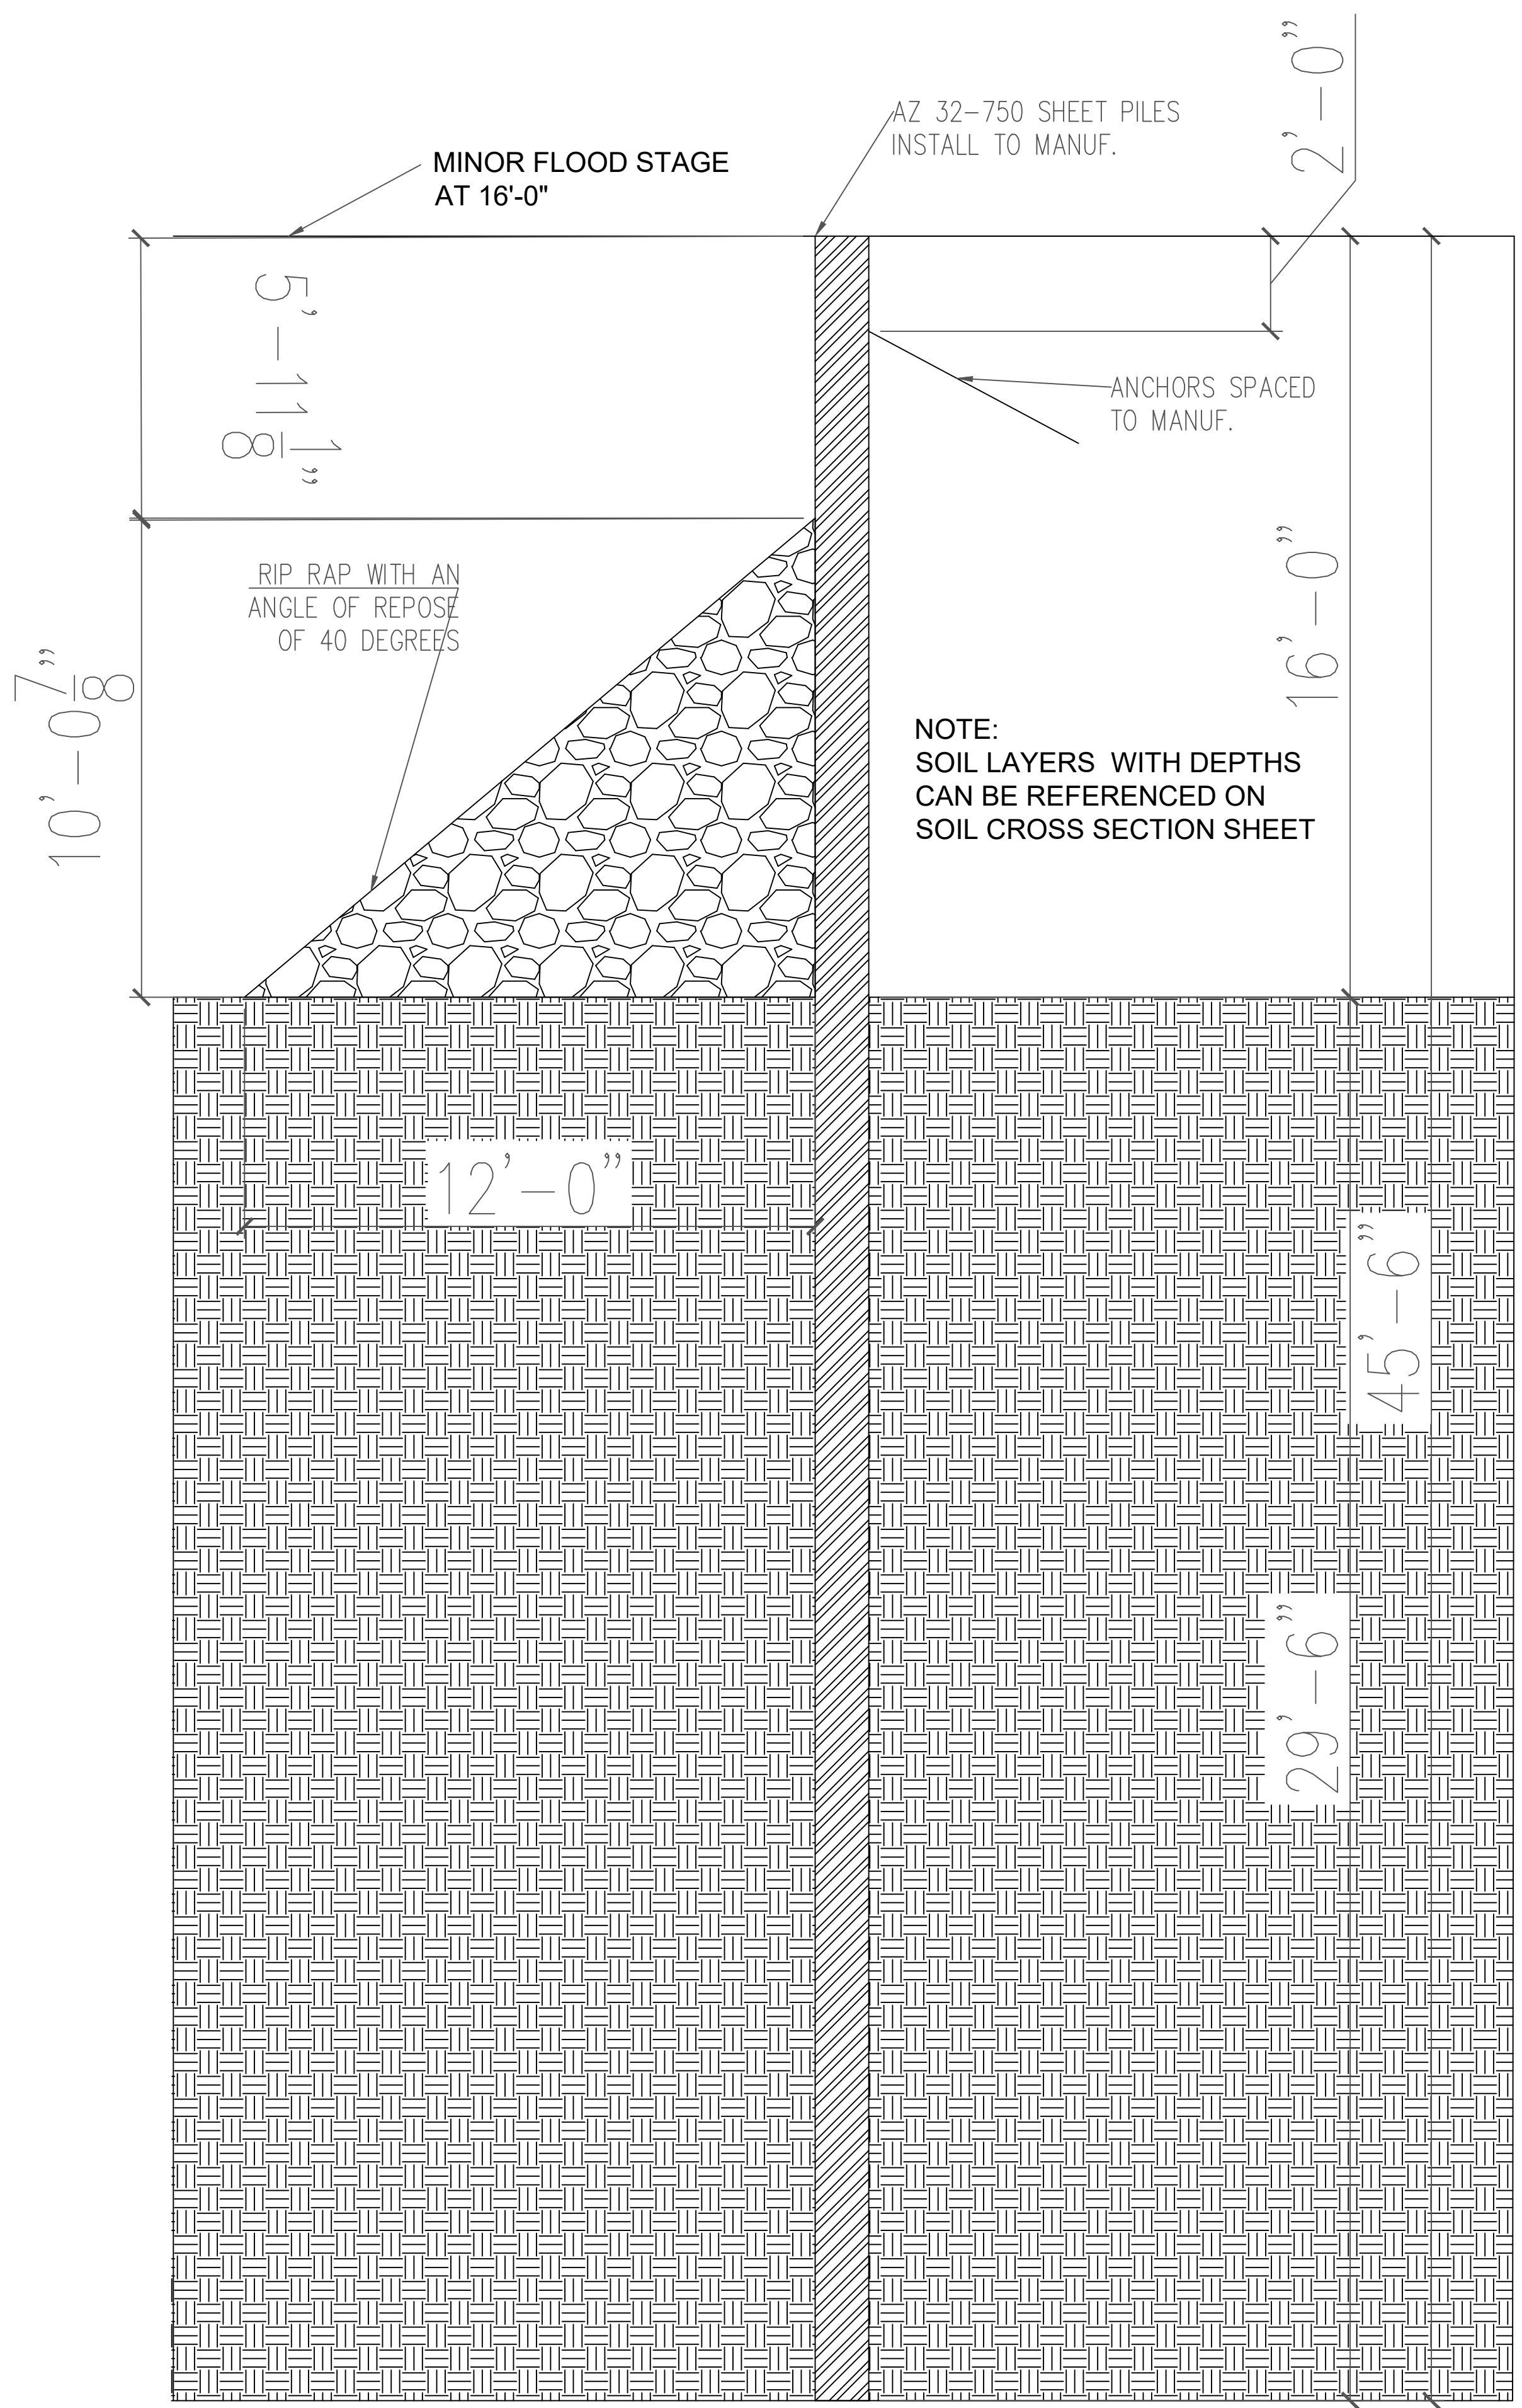 2'-0"
AZ 32-750 SHEET PILES
INSTALL TO MANUF.
MINOR FLOOD STAGE
AT 16'-0"
5'-11 1/8"
ANCHORS SPACED
TO MANUF.
RIP RAP WITH AN
ANGLE OF REPOSE
OF 40 DEGREES
16'-0"
10'-0 7/8"
NOTE:
SOIL LAYERS WITH DEPTHS
CAN BE REFERENCED ON
SOIL CROSS SECTION SHEET
12'-0"
45'-6"
29'-6"